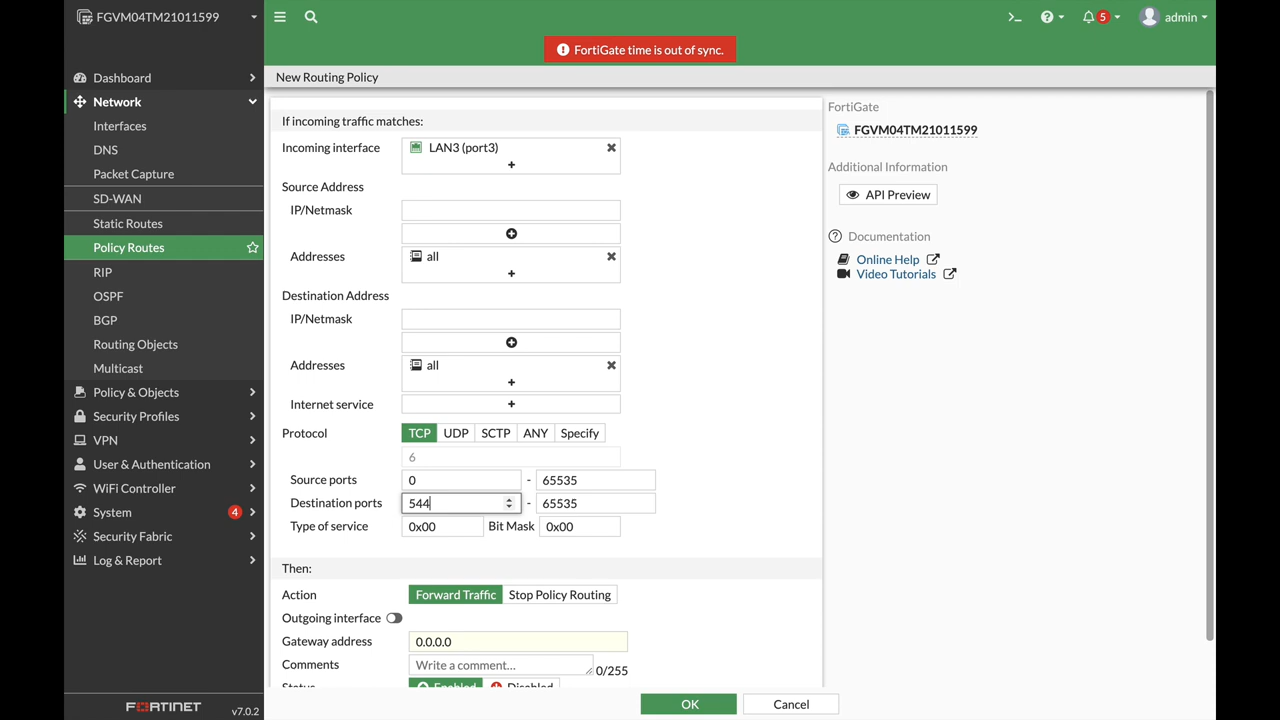 FGVM04TM21011599
5
admin
FortiGate time is out of sync.
Dashboard
Network
Interfaces
DNS
Packet Capture
SD-WAN
Static Routes
Policy Routes
RIP
OSPF
BGP
Routing Objects
Multicast
Policy & Objects
Security Profiles
VPN
User & Authentication
WiFi Controller
System 4
Security Fabric
Log & Report
FORTINET v7.0.2
New Routing Policy
If incoming traffic matches:
Incoming interface LAN3 (port3)
+
Source Address
IP/Netmask
Addresses all
+
Destination Address
IP/Netmask
Addresses all
+
Internet service +
Protocol TCP UDP SCTP ANY Specify
6
Source ports 0 - 65535
Destination ports 544 - 65535
Type of service 0x00 Bit Mask 0x00
Then:
Action Forward Traffic Stop Policy Routing
Outgoing interface
Gateway address 0.0.0.0
Comments Write a comment... 0/255
Status Enabled Disabled
OK Cancel
FortiGate
FGVM04TM21011599
Additional Information
API Preview
Documentation
Online Help
Video Tutorials